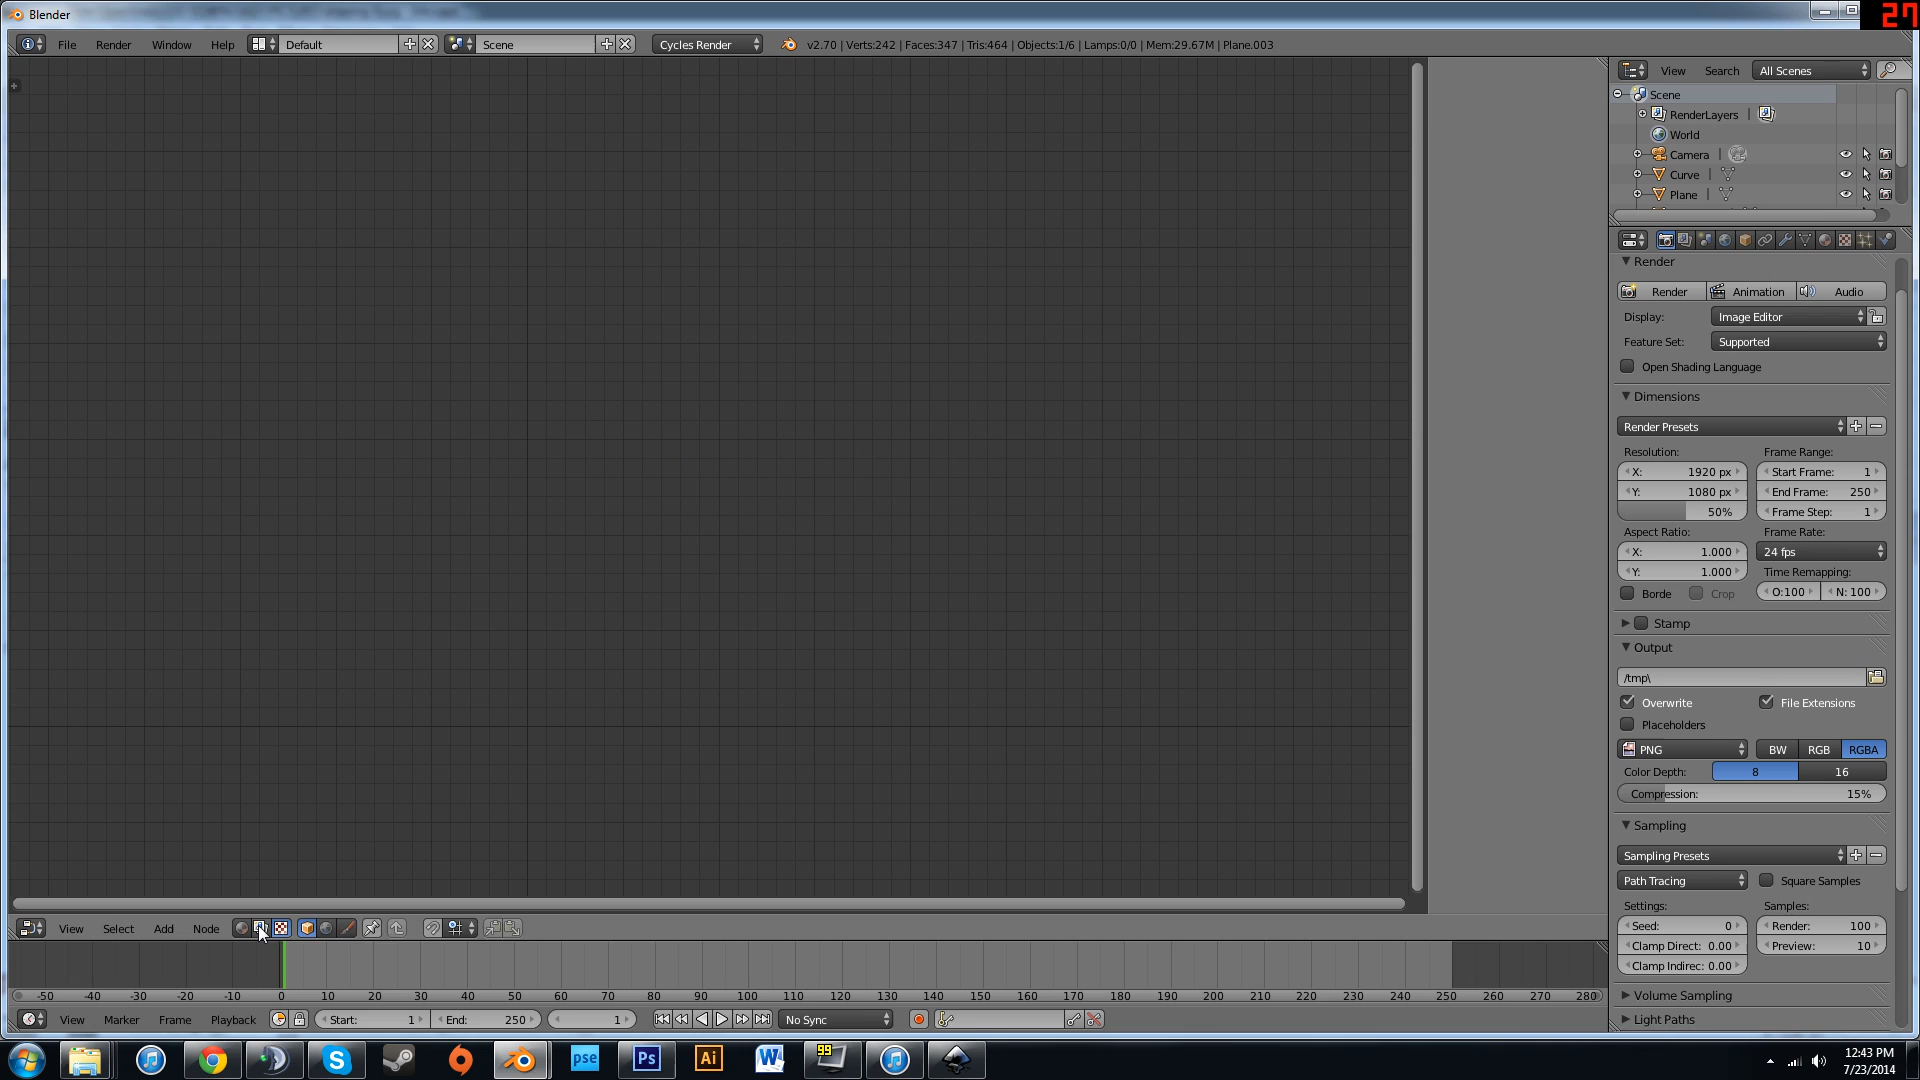 Blender
27
File Render Window Help Default Scene Cycles Render v2.70 | Verts:242 | Faces:347 | Tris:464 | Objects:1/6 | Lamps:0/0 | Mem:29.67M | Plane.003
View Search All Scenes
Scene
RenderLayers |
World
Camera |
Curve |
Plane |
Render
Render Animation Audio
Display: Image Editor
Feature Set: Supported
Open Shading Language
Dimensions
Render Presets
Resolution: Frame Range:
X: 1920 px Start Frame: 1
Y: 1080 px End Frame: 250
50% Frame Step: 1
Aspect Ratio: Frame Rate:
X: 1.000 24 fps
Y: 1.000 Time Remapping:
Borde Crop O:100 N: 100
Stamp
Output
/tmp\
Overwrite File Extensions
Placeholders
PNG BW RGB RGBA
Color Depth: 8 16
Compression: 15%
Sampling
Sampling Presets
Path Tracing Square Samples
Settings: Samples:
Seed: 0 Render: 100
Clamp Direct: 0.00 Preview: 10
Clamp Indirec: 0.00
Volume Sampling
Light Paths
View Select Add Node
-50 -40 -30 -20 -10 0 10 20 30 40 50 60 70 80 90 100 110 120 130 140 150 160 170 180 190 200 210 220 230 240 250 260 270 280
View Marker Frame Playback Start: 1 End: 250 1 No Sync
pse Ps Ai W 99
12:43 PM
7/23/2014